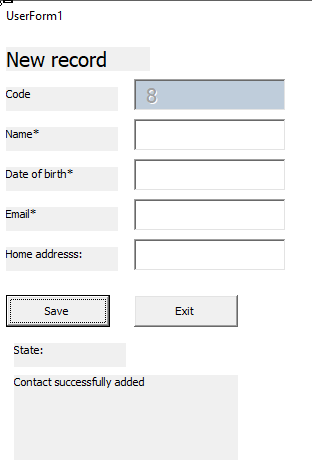 UserForm1
New record
Code
8
Name*
Date of birth*
Email*
Home addresss:
Save
Exit
State:
Contact successfully added